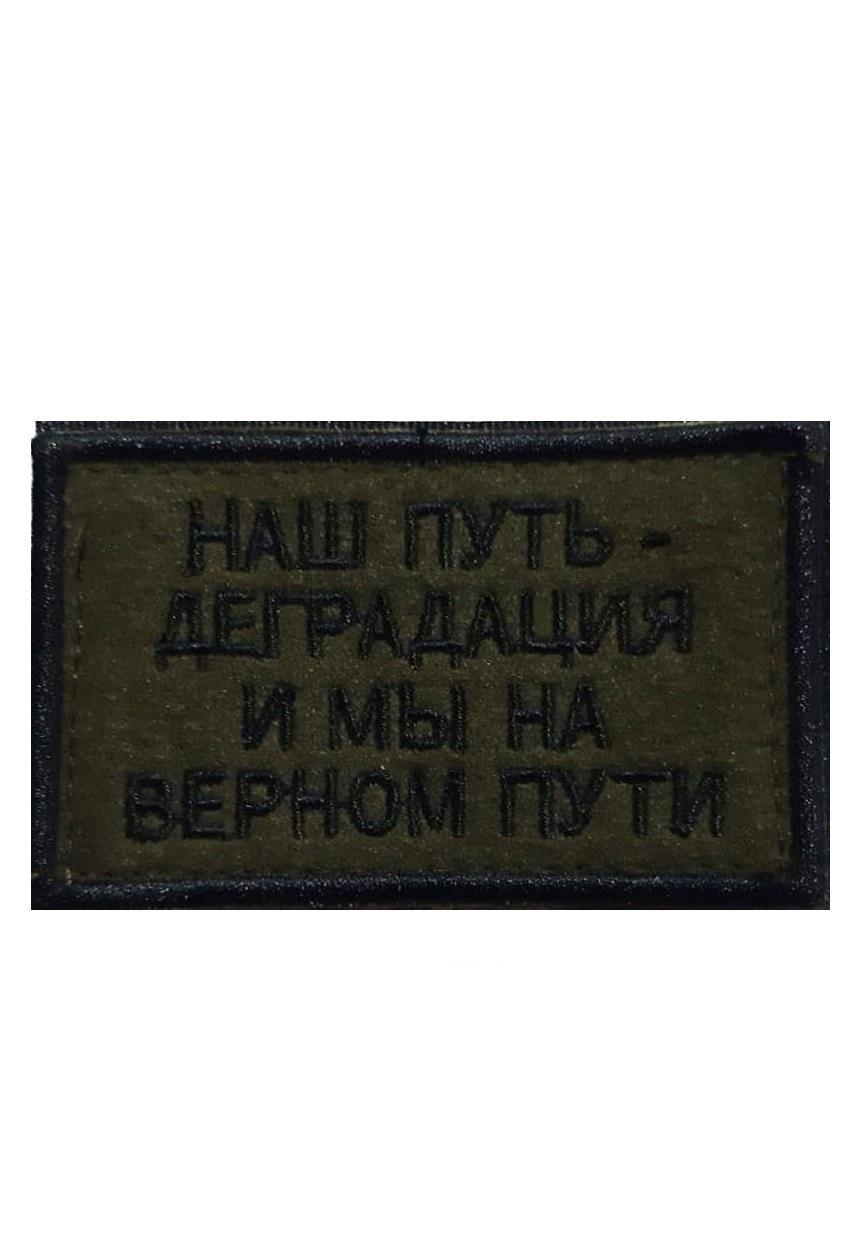 НАШ ПУТЬ -
ДЕГРАДАЦИЯ
И МЫ НА
ВЕРНОМ ПУТИ